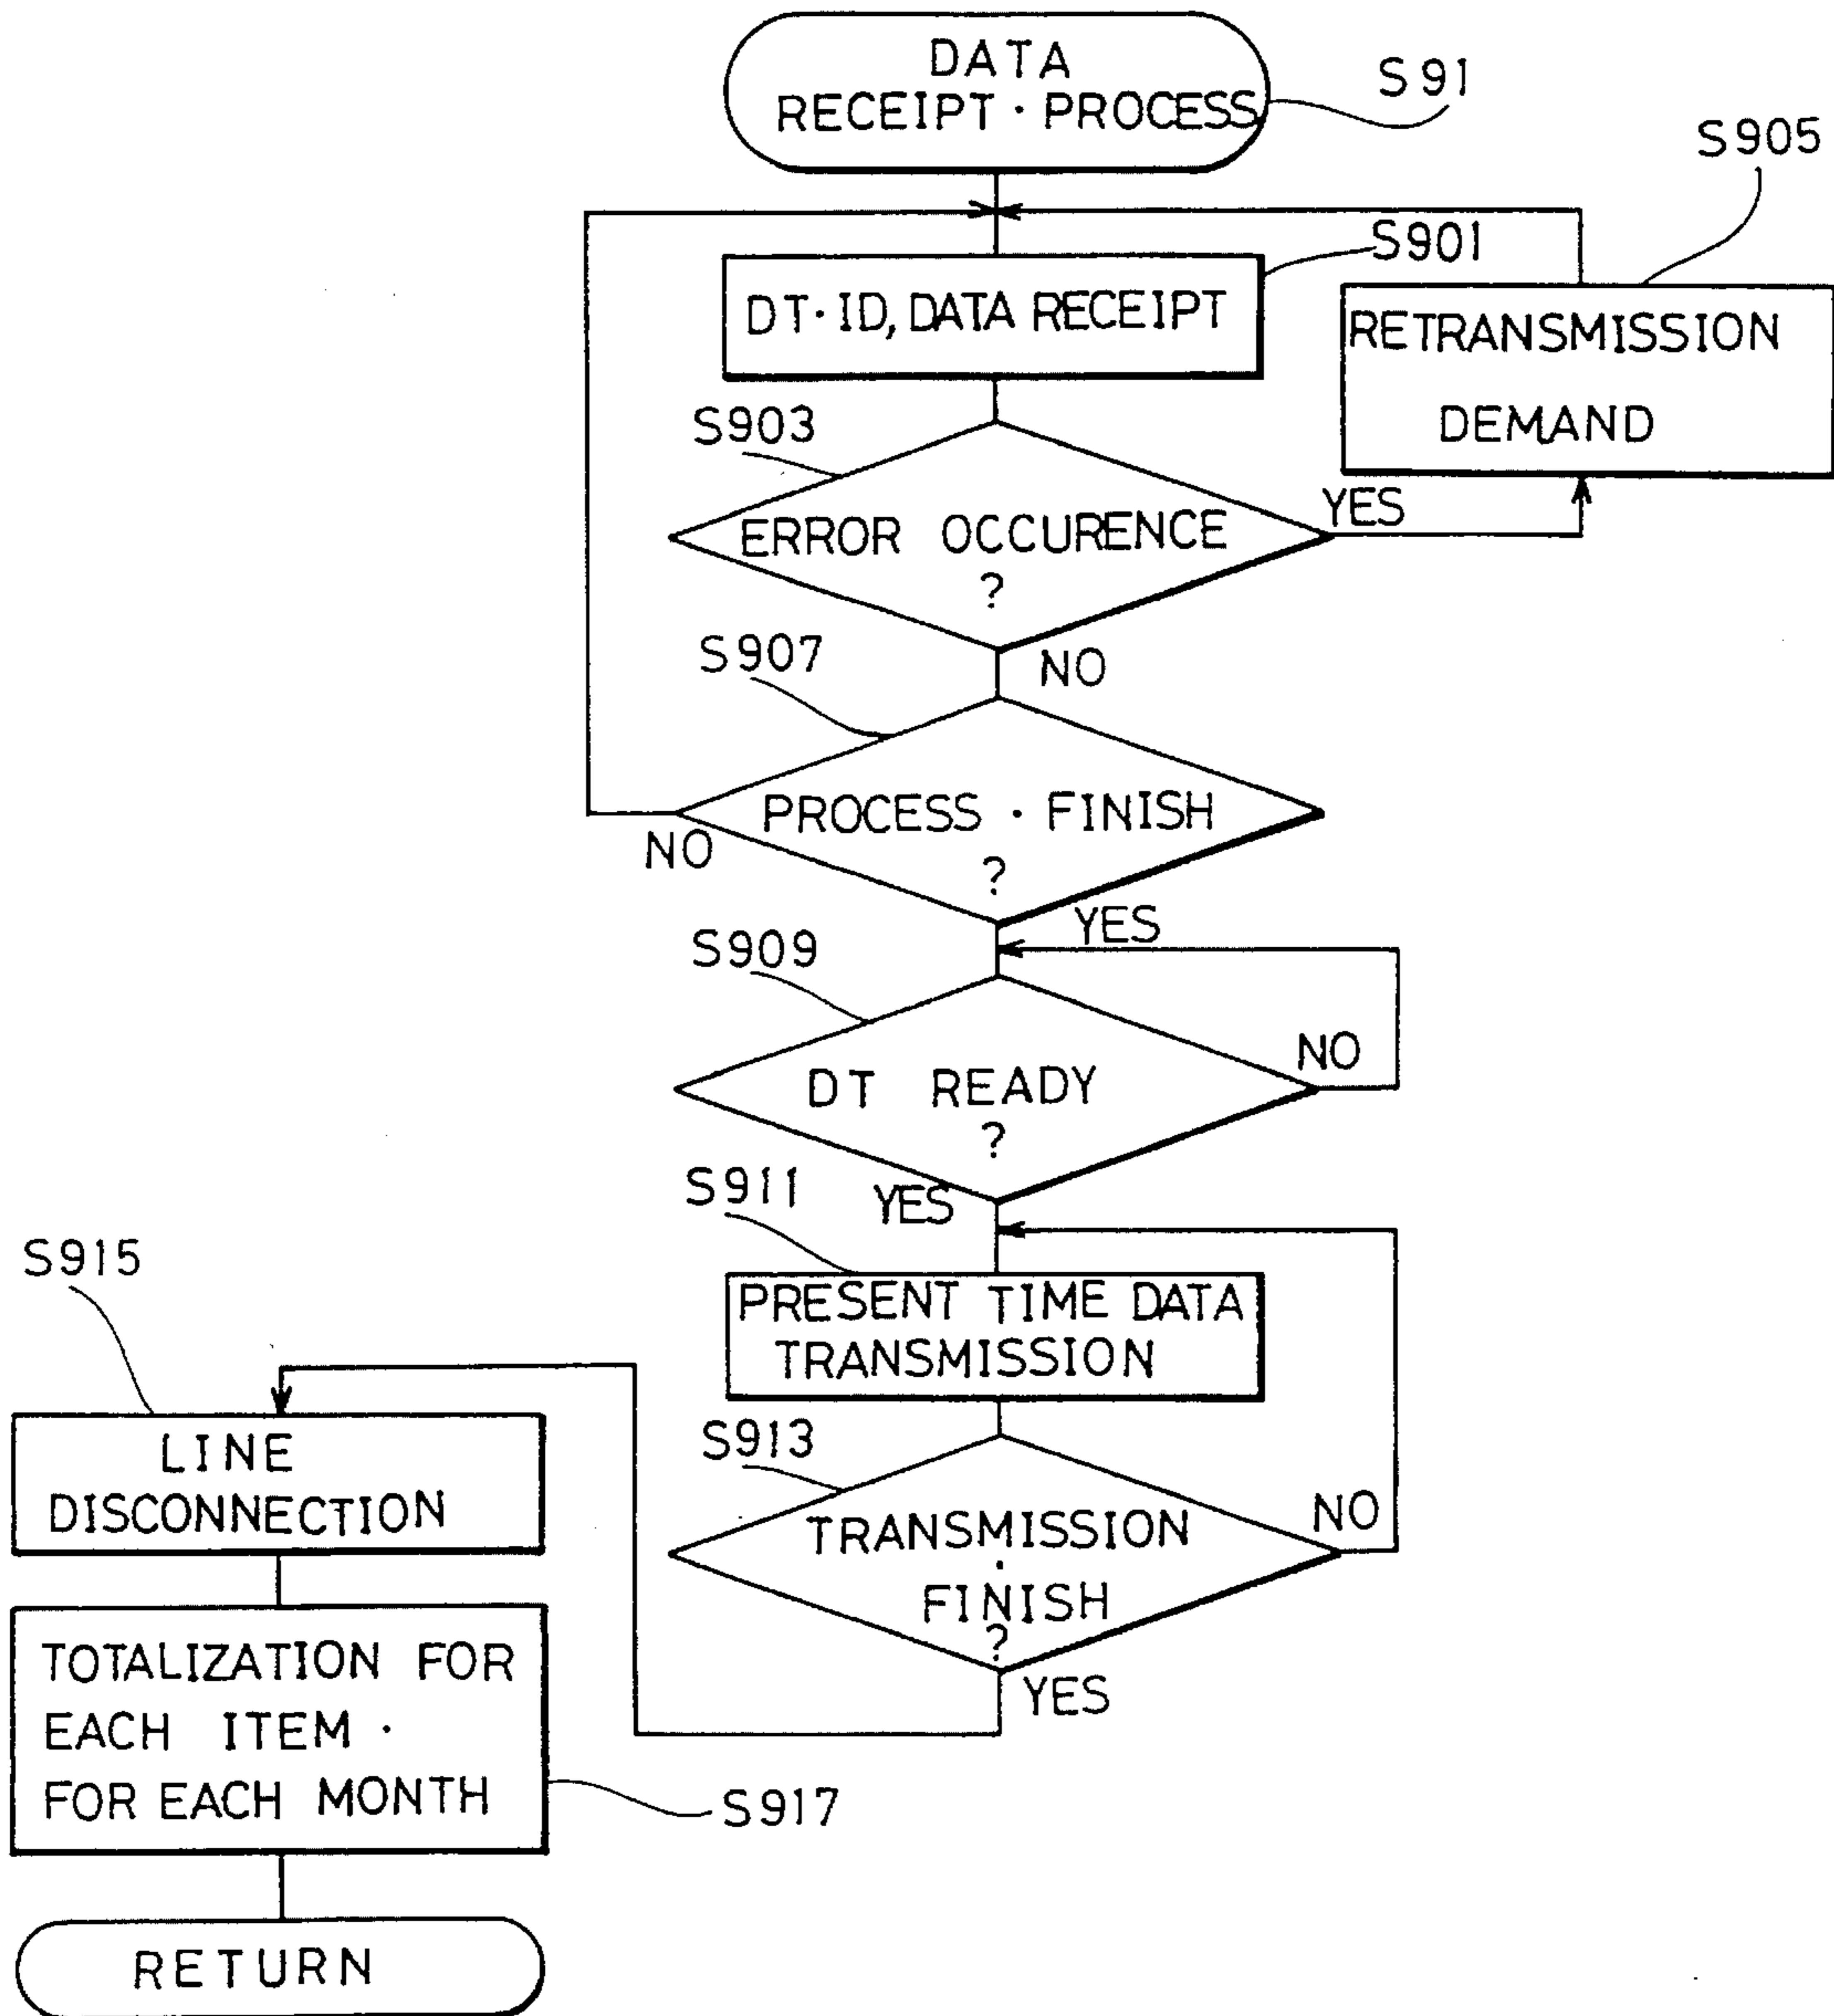 DATA
RECEIPT · PROCESS
S91
S905
S901
DT· ID, DATA RECEIPT
RETRANSMISSION
DEMAND
S903
ERROR OCCURENCE
?
YES
NO
S907
PROCESS · FINISH
?
NO
YES
S909
DT READY
?
NO
YES
S911
PRESENT TIME DATA
TRANSMISSION
S913
TRANSMISSION
·
FINISH
?
NO
YES
S915
LINE
DISCONNECTION
TOTALIZATION FOR
EACH ITEM ·
FOR EACH MONTH
S917
RETURN